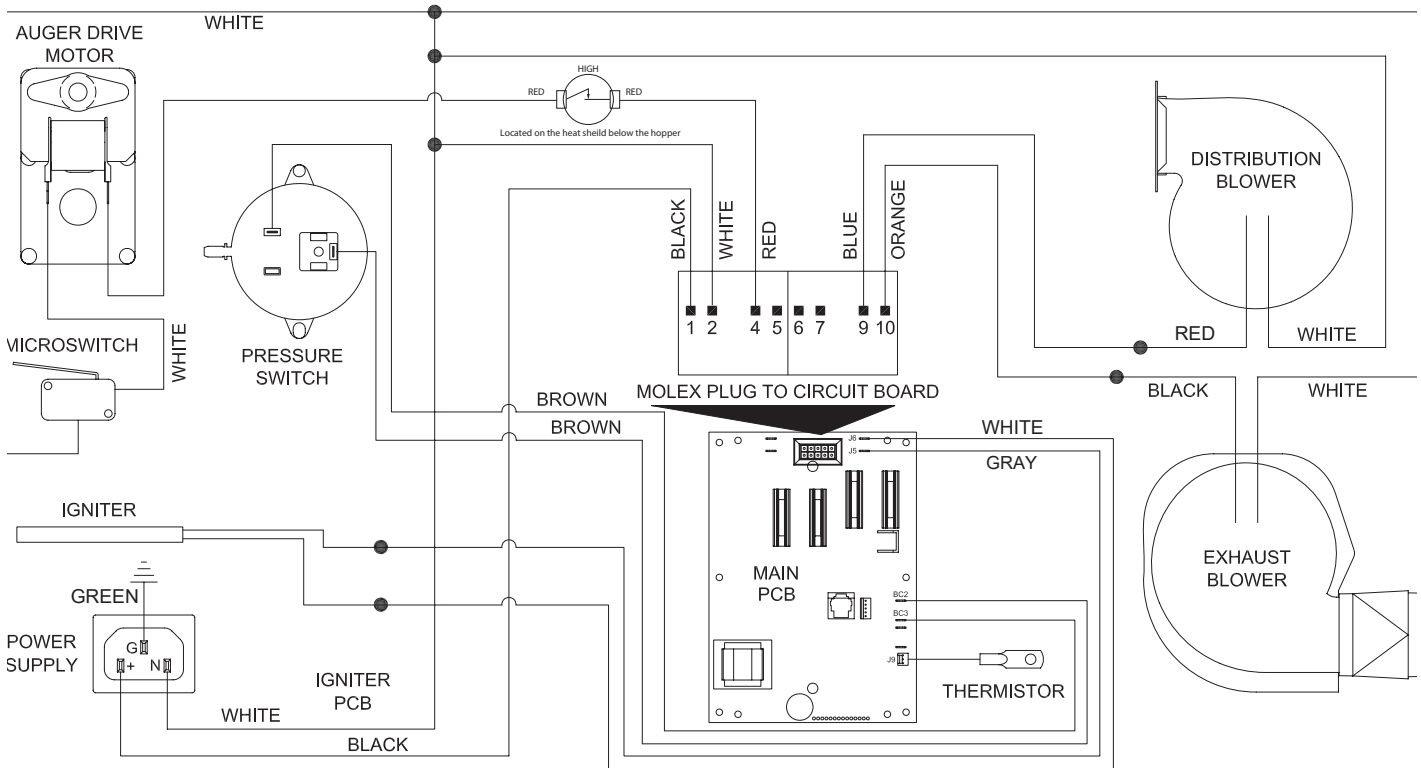 WHITE
AUGER DRIVE
MOTOR
HIGH
RED
RED
Located on the heat sheild below the hopper
DISTRIBUTION
BLOWER
BLACK
WHITE
RED
BLUE
ORANGE
1 2 4 5 6 7 9 10
MICROSWITCH
WHITE
PRESSURE
SWITCH
RED
WHITE
BLACK
WHITE
MOLEX PLUG TO CIRCUIT BOARD
BROWN
BROWN
J6
WHITE
J5
GRAY
IGNITER
EXHAUST
BLOWER
MAIN
PCB
BC2
BC3
J9
THERMISTOR
GREEN
POWER
SUPPLY
G
+ N
IGNITER
PCB
WHITE
BLACK